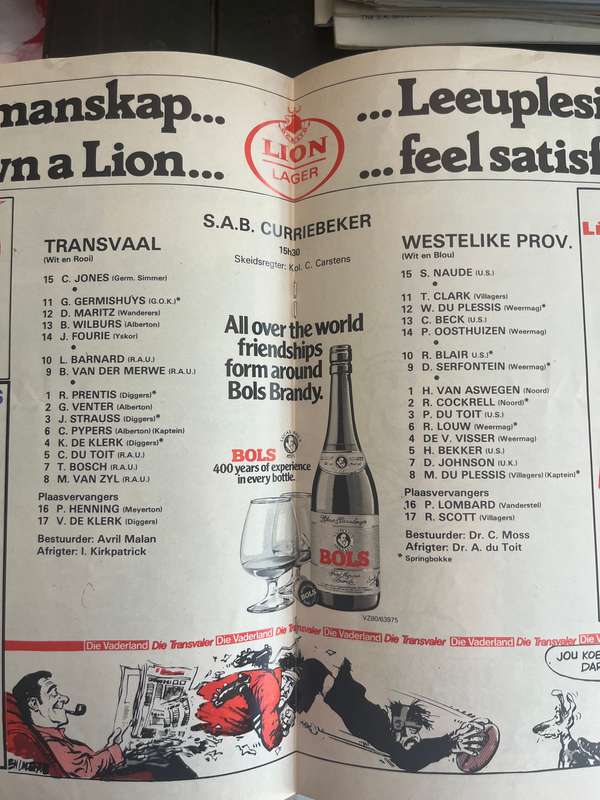 manskap...
wn a Lion...
LION
LAGER
... Leeuplesi
...feel satisf
S.A.B. CURRIEBEKER
15h30
Skeidsregter: Kol. C. Carstens
TRANSVAAL
(Wit en Rooi)
15 C. JONES (Germ. Simmer)
11 G. GERMISHUYS (G.O.K.)*
12 D. MARITZ (Wanderers)
13 B. WILBURS (Alberton)
14 J. FOURIE (Yskor)
10 L. BARNARD (R.A.U.)
9 B. VAN DER MERWE (R.A.U.)
1 R. PRENTIS (Diggers)*
2 G. VENTER (Alberton)
3 J. STRAUSS (Diggers)*
6 C. PYPERS (Alberton) (Kaptein)
4 K. DE KLERK (Diggers)*
5 C. DU TOIT (R.A.U.)
7 T. BOSCH (R.A.U.)
8 M. VAN ZYL (R.A.U.)
Plaasvervangers
16 P. HENNING (Meyerton)
17 V. DE KLERK (Diggers)
Bestuurder: Avril Malan
Afrigter: I. Kirkpatrick
All over the world
friendships
form around
Bols Brandy.
BOLS
400 years of experience
in every bottle.
BOLS
BOLS
VZB0/63975
WESTELIKE PROV.
(Wit en Blou)
15 S. NAUDE (U.S.)
11 T. CLARK (Villagers)
12 W. DU PLESSIS (Weermag)*
13 C. BECK (U.S.)
14 P. OOSTHUIZEN (Weermag)
10 R. BLAIR U.S.)*
9 D. SERFONTEIN (Weermag)*
1 H. VAN ASWEGEN (Noord)
2 R. COCKRELL (Noord)*
3 P. DU TOIT (U.S.)
6 R. LOUW (Weermag)*
4 DE V. VISSER (Weermag)
5 H. BEKKER (U.S.)
7 D. JOHNSON (U.K.)
8 M. DU PLESSIS (Villagers) (Kaptein)*
Plaasvervangers
16 P. LOMBARD (Vanderstel)
17 R. SCOTT (Villagers)
Bestuurder: Dr. C. Moss
Afrigter: Dr. A. du Toit
* Springbokke
Die Vaderland Die Transvaler Die Vaderland Die Transvaler Die Vaderland Die Transvaler Die Vaderland Die Transvaler Die V
JOU KOE
DAR